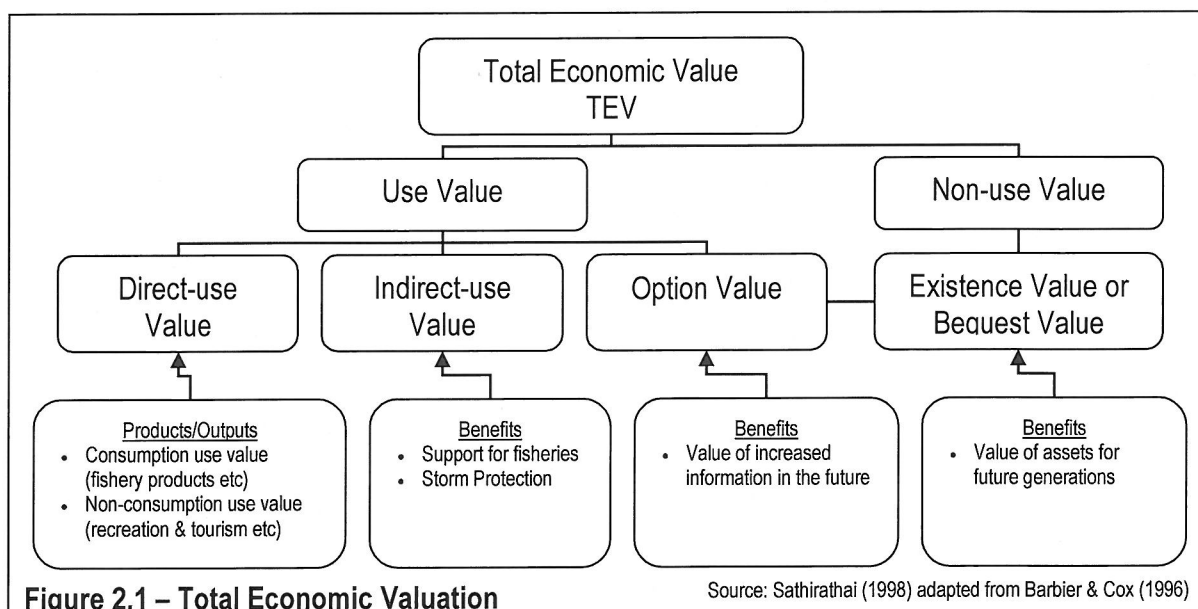 Total Economic Value
TEV
Use Value
Non-use Value
Direct-use
Value
Indirect-use
Value
Option Value
Existence Value or
Bequest Value
Products/Outputs
• Consumption use value
(fishery products etc)
• Non-consumption use value
(recreation & tourism etc)
Benefits
• Support for fisheries
• Storm Protection
Benefits
• Value of increased
information in the future
Benefits
• Value of assets for
future generations
Figure 2.1 – Total Economic Valuation
Source: Sathirathai (1998) adapted from Barbier & Cox (1996)